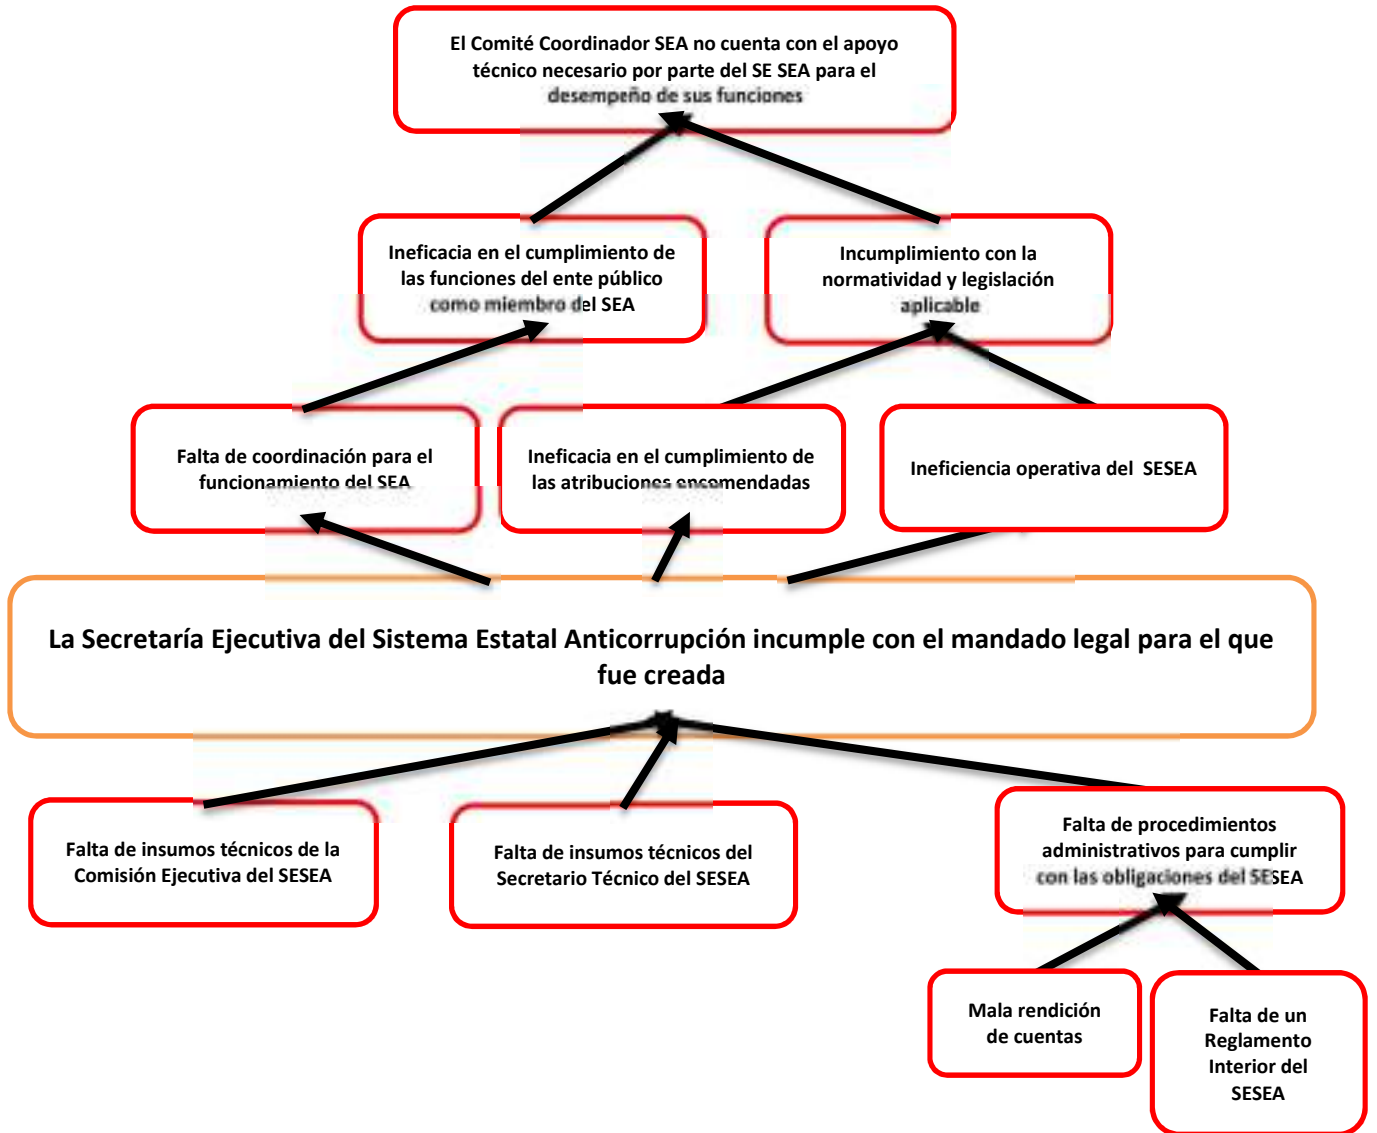 El Comité Coordinador SEA no cuenta con el apoyo
técnico necesario por parte del SE SEA para el
desempeño de sus funciones
Ineficacia en el cumplimiento de
las funciones del ente público
como miembro del SEA
Incumplimiento con la
normatividad y legislación
aplicable
Falta de coordinación para el
funcionamiento del SEA
Ineficacia en el cumplimiento de
las atribuciones encomendadas
Ineficiencia operativa del SESEA
La Secretaría Ejecutiva del Sistema Estatal Anticorrupción incumple con el mandado legal para el que
fue creada
Falta de insumos técnicos de la
Comisión Ejecutiva del SESEA
Falta de insumos técnicos del
Secretario Técnico del SESEA
Falta de procedimientos
administrativos para cumplir
con las obligaciones del SESEA
Mala rendición
de cuentas
Falta de un
Reglamento
Interior del
SESEA